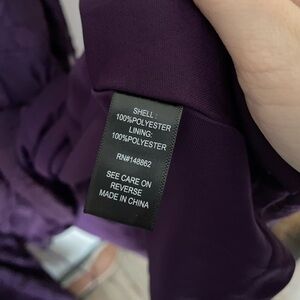 SHELL:
100%POLYESTER
LINING:
100%POLYESTER
RN#148862
SEE CARE ON
REVERSE
MADE IN CHINA